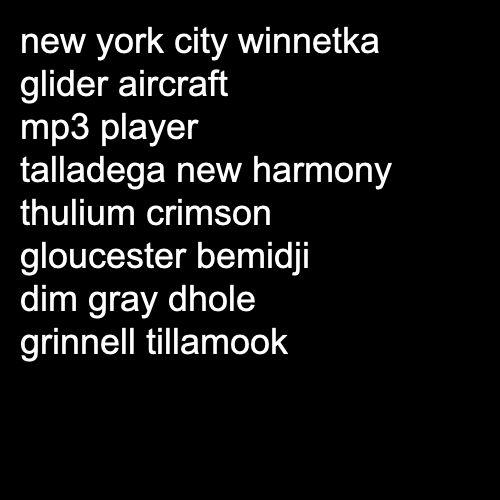 new york city winnetka
glider aircraft
mp3 player
talladega new harmony
thulium crimson
gloucester bemidji
dim gray dhole
grinnell tillamook